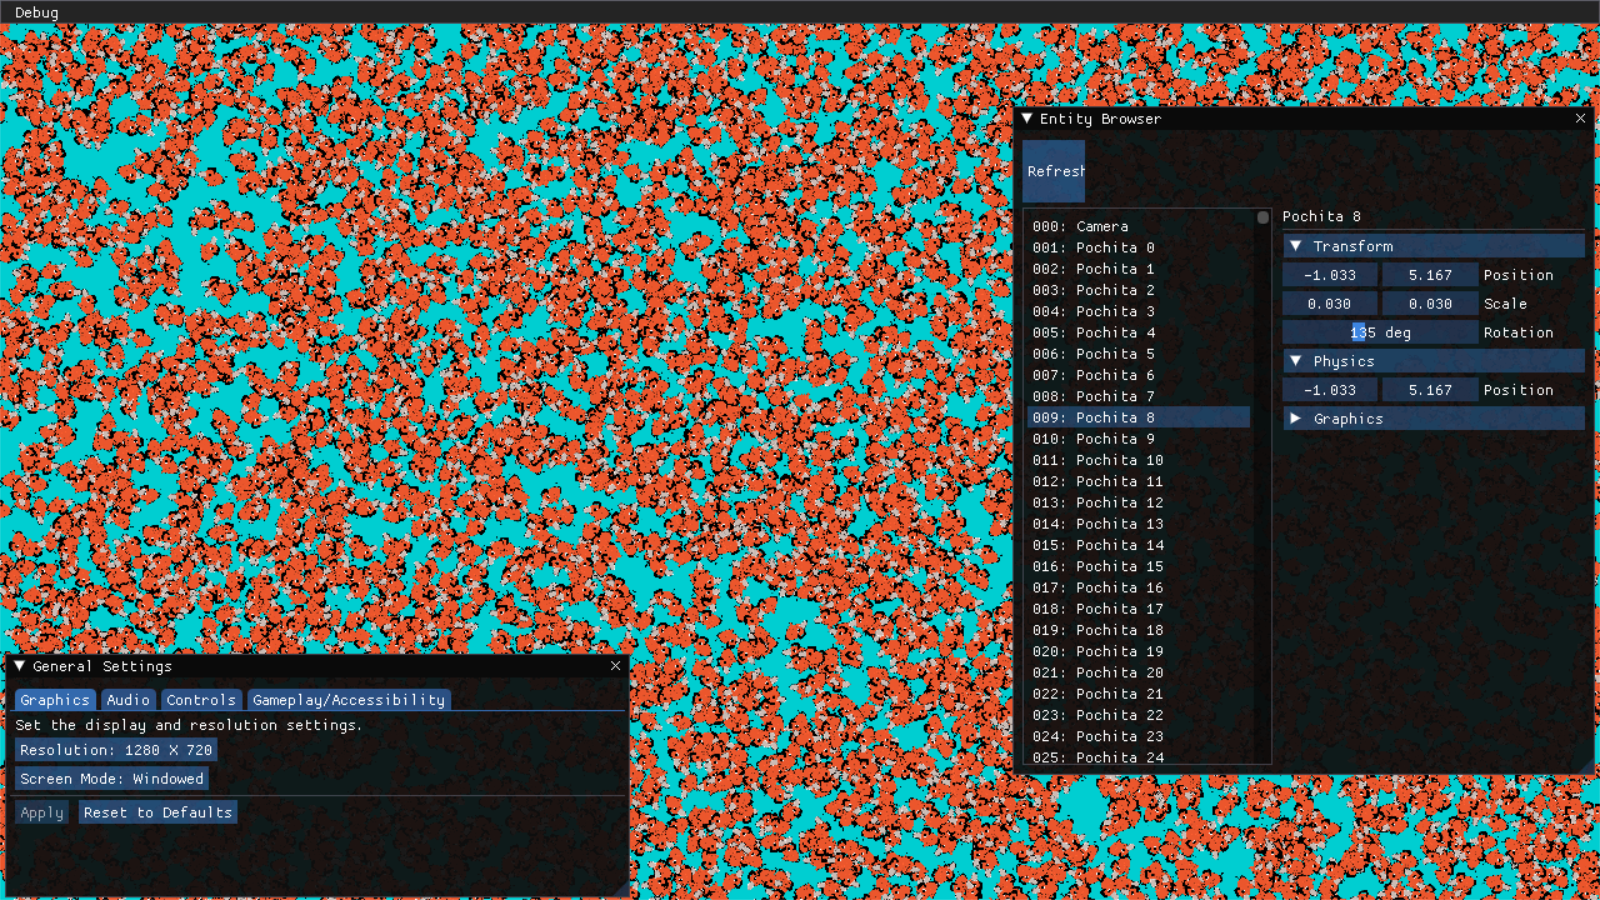 Debug
Entity Browser
Refresh
000: Camera
001: Pochita 0
002: Pochita 1
003: Pochita 2
004: Pochita 3
005: Pochita 4
006: Pochita 5
007: Pochita 6
008: Pochita 7
009: Pochita 8
010: Pochita 9
011: Pochita 10
012: Pochita 11
013: Pochita 12
014: Pochita 13
015: Pochita 14
016: Pochita 15
017: Pochita 16
018: Pochita 17
019: Pochita 18
020: Pochita 19
021: Pochita 20
022: Pochita 21
023: Pochita 22
024: Pochita 23
025: Pochita 24
Pochita 8
Transform
-1.033 5.167 Position
0.030 0.030 Scale
135 deg Rotation
Physics
-1.033 5.167 Position
Graphics
General Settings
Graphics Audio Controls Gameplay/Accessibility
Set the display and resolution settings.
Resolution: 1280 X 720
Screen Mode: Windowed
Apply Reset to Defaults